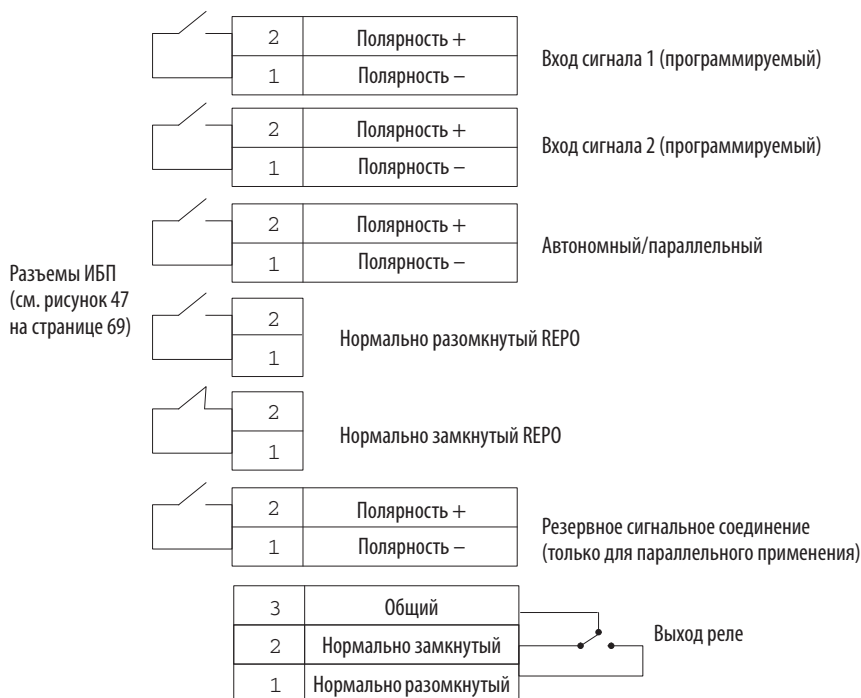 2 Полярность +
1 Полярность –
Вход сигнала 1 (программируемый)
2 Полярность +
1 Полярность –
Вход сигнала 2 (программируемый)
2 Полярность +
1 Полярность –
Автономный/параллельный
Разъемы ИБП
(см. рисунок 47
на странице 69)
2
1
Нормально разомкнутый REPO
2
1
Нормально замкнутый REPO
2 Полярность +
1 Полярность –
Резервное сигнальное соединение
(только для параллельного применения)
3 Общий
2 Нормально замкнутый
1 Нормально разомкнутый
Выход реле